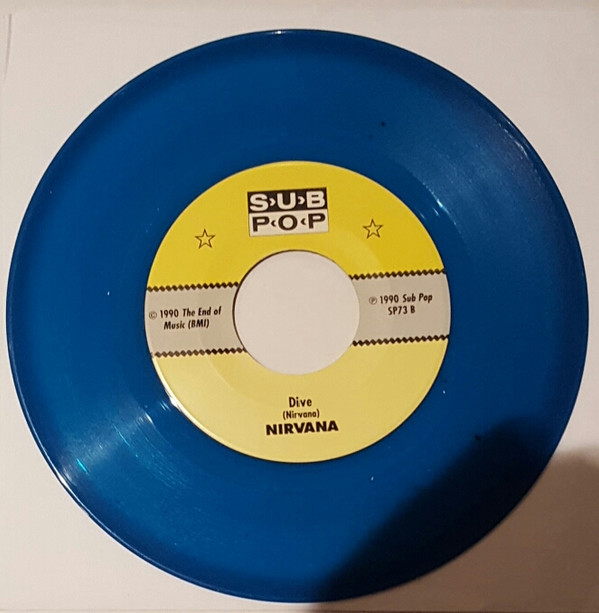 S›U›B
P‹O‹P
© 1990 The End of
Music (BMI)
℗ 1990 Sub Pop
SP73 B
Dive
(Nirvana)
NIRVANA